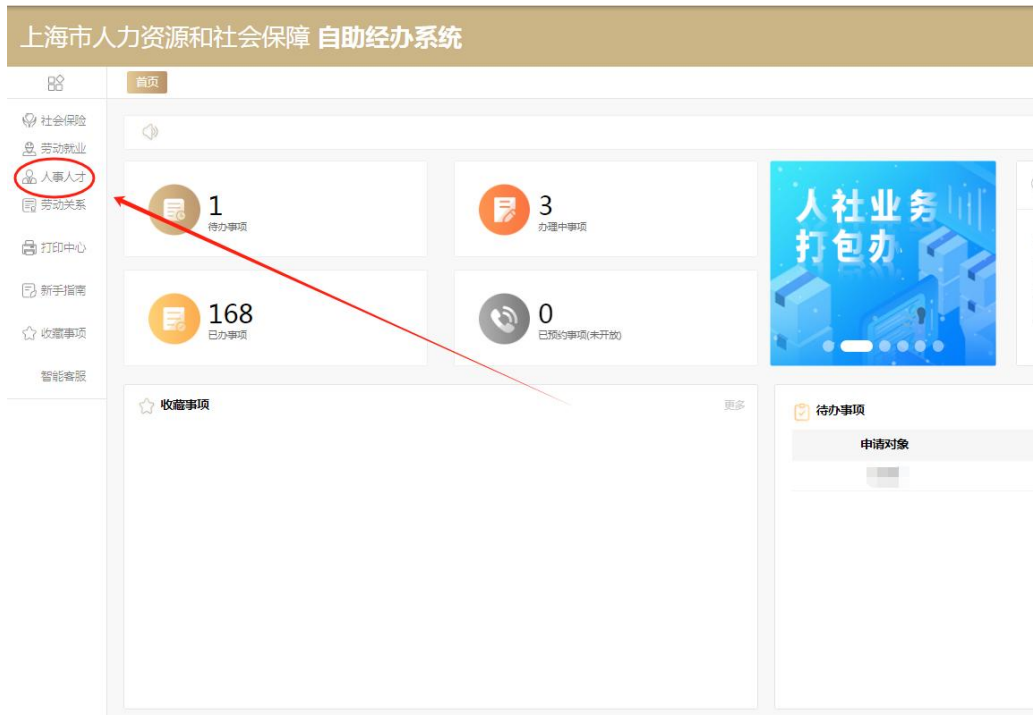 上海市人力资源和社会保障 自助经办系统
首页
社会保险
劳动就业
人事人才
劳动关系
打印中心
新手指南
收藏事项
智能客服
1
待办事项
3
办理中事项
168
已办事项
0
已预约事项(未开放)
人社业务
打包办
收藏事项
更多
待办事项
申请对象